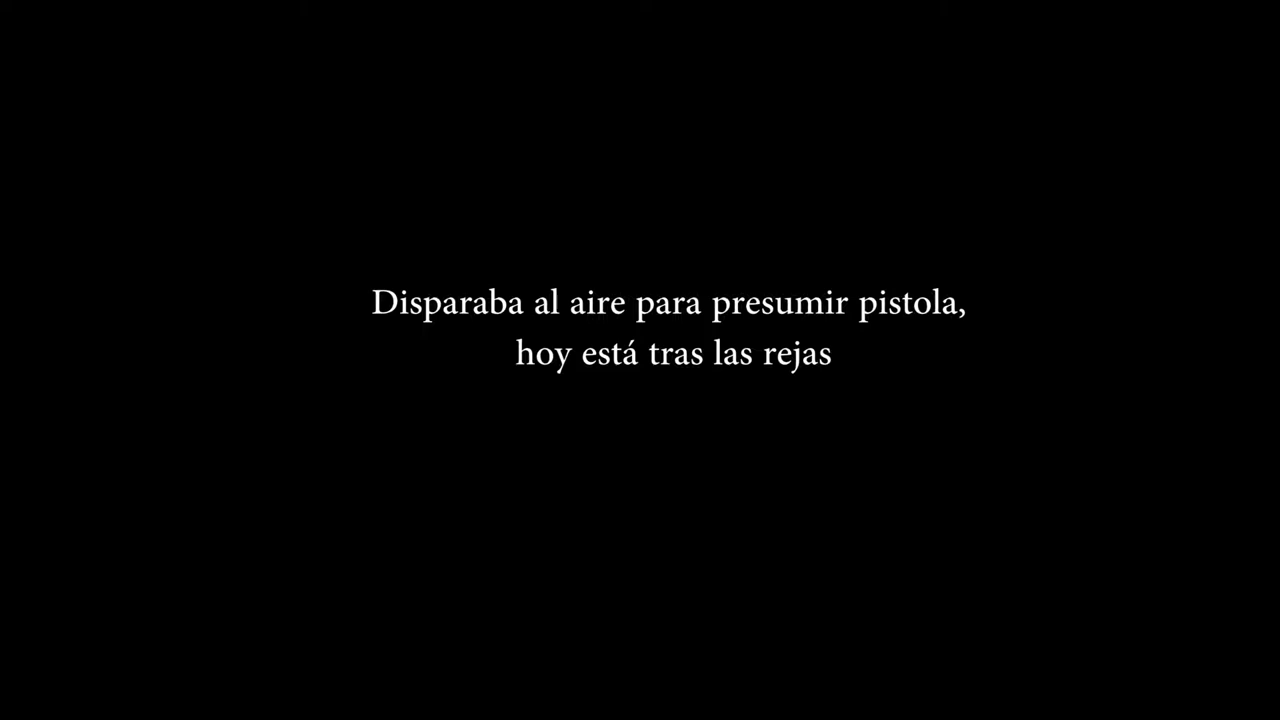 Disparaba al aire para presumir pistola,
hoy está tras las rejas